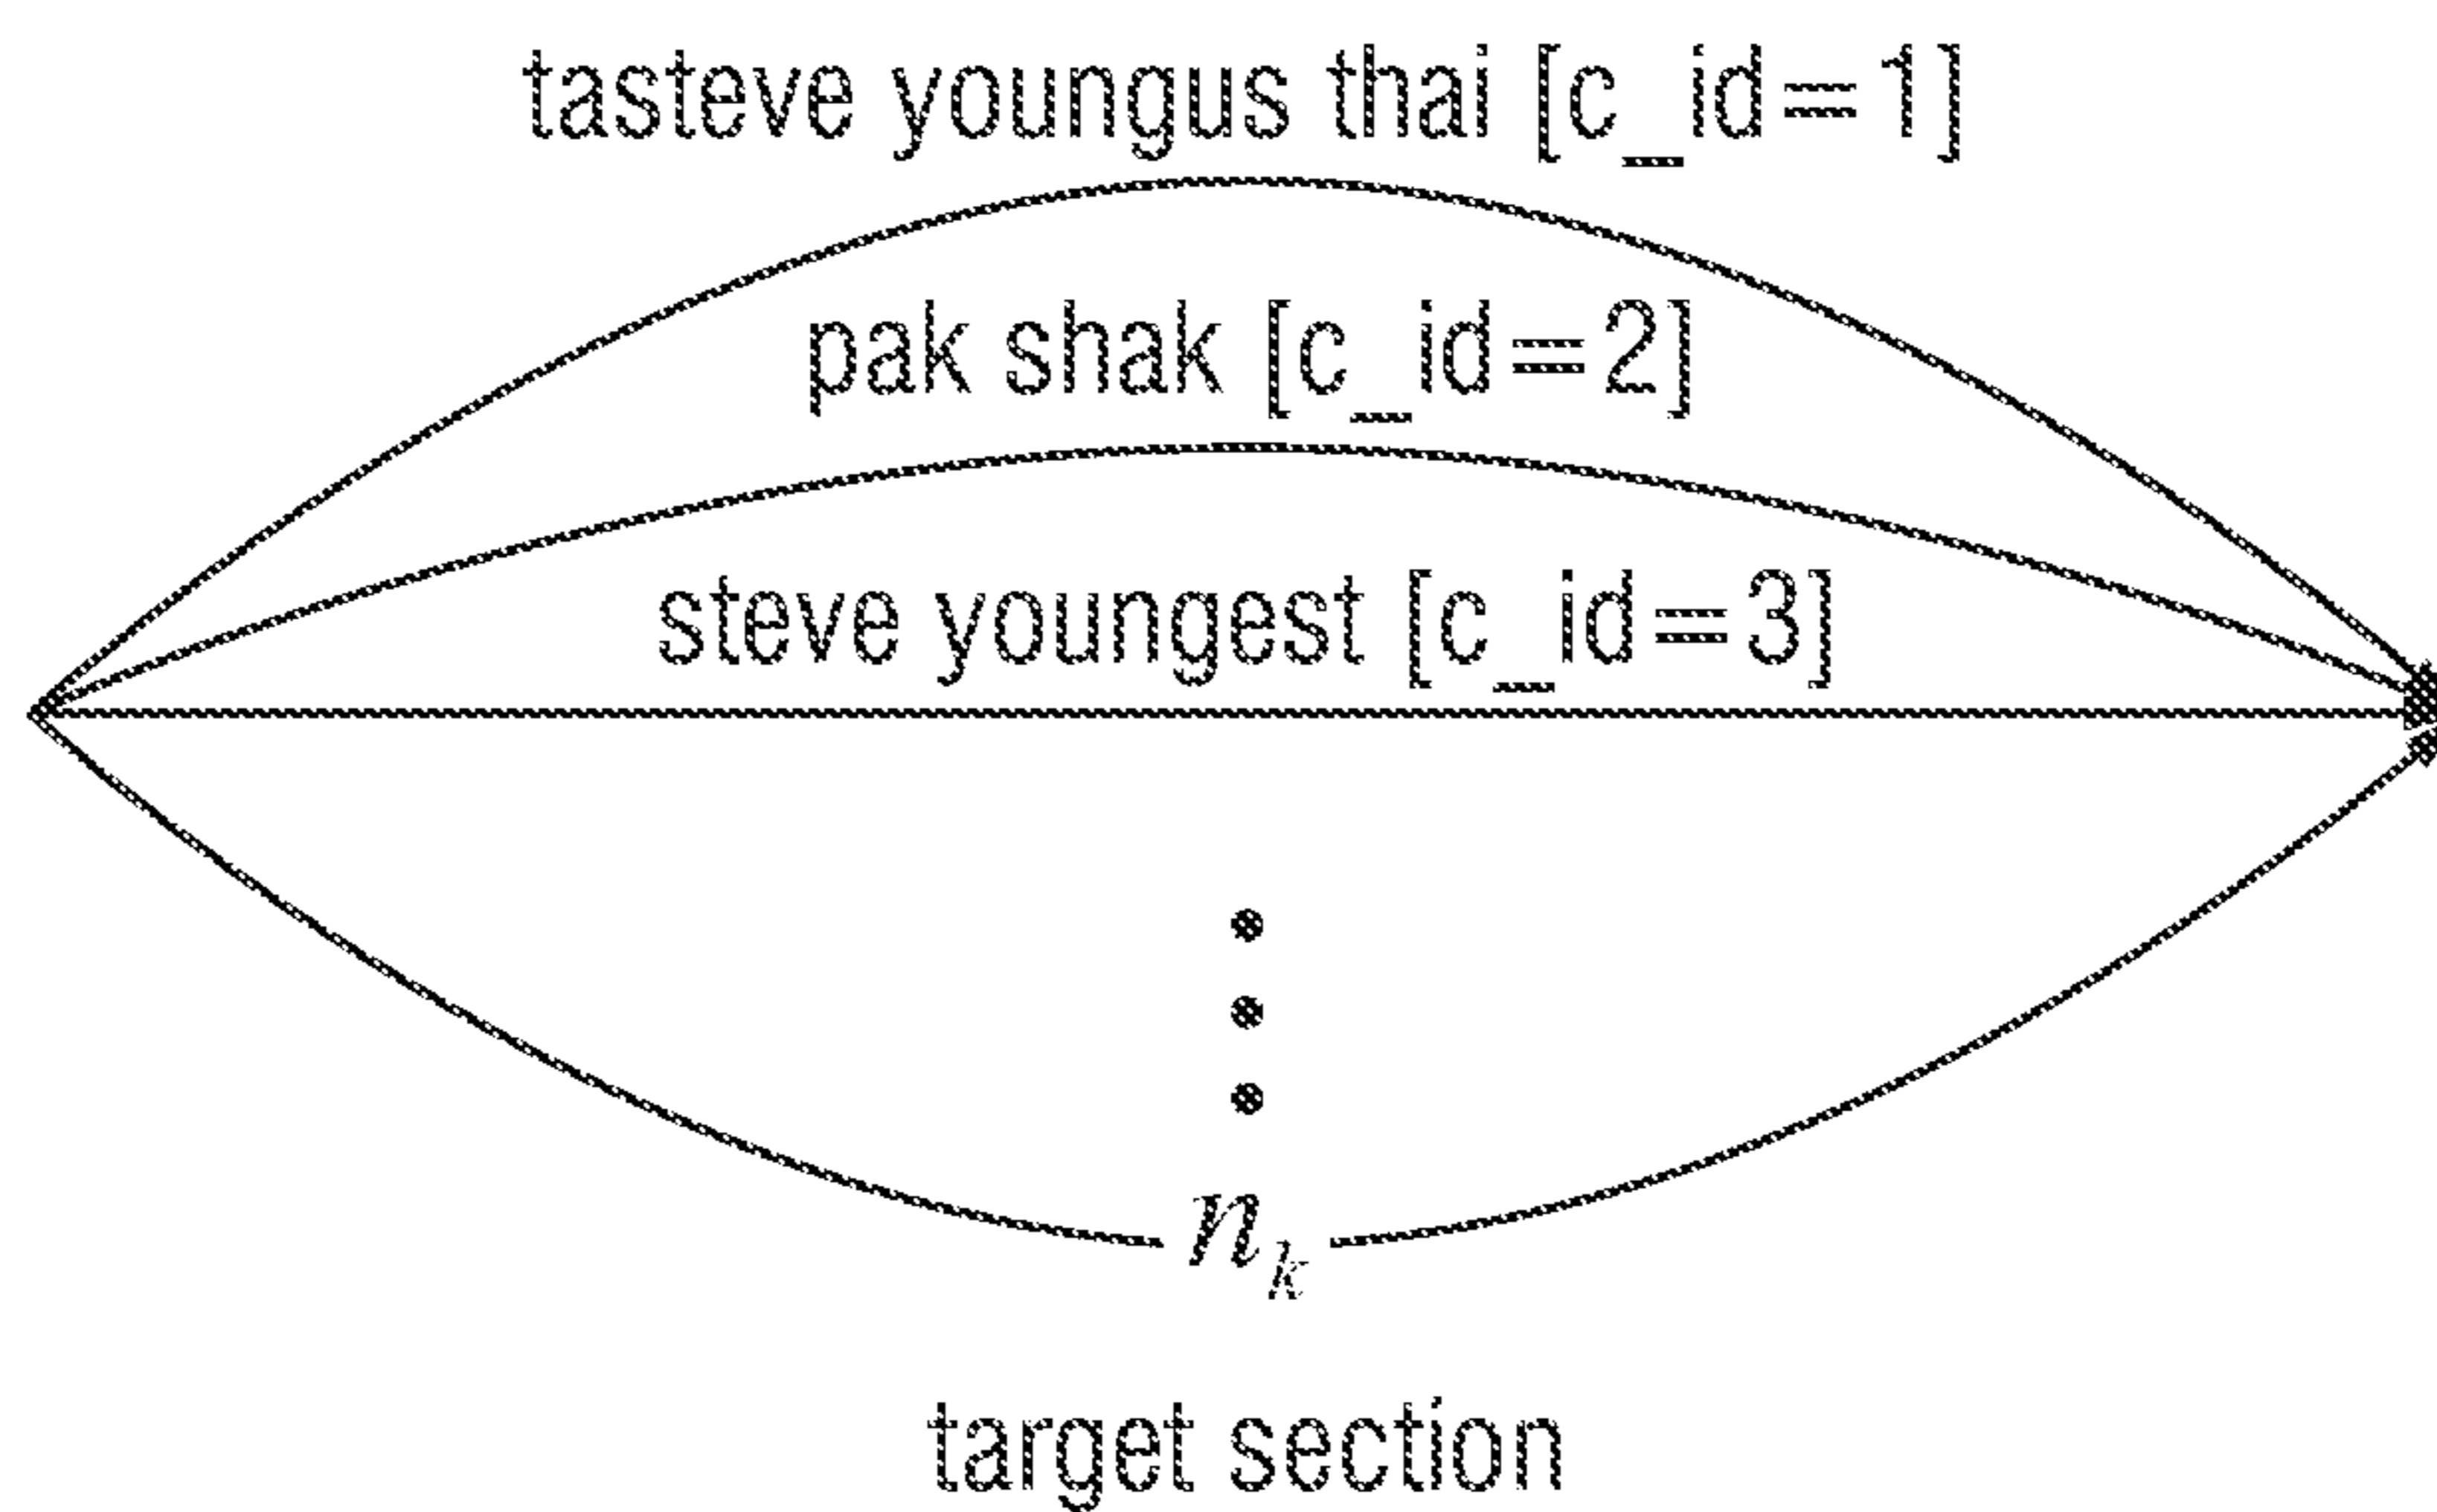 tasteve youngus thai [c_id=1]
pak shak [c_id=2]
steve youngest [c_id=3]
n_k
target section